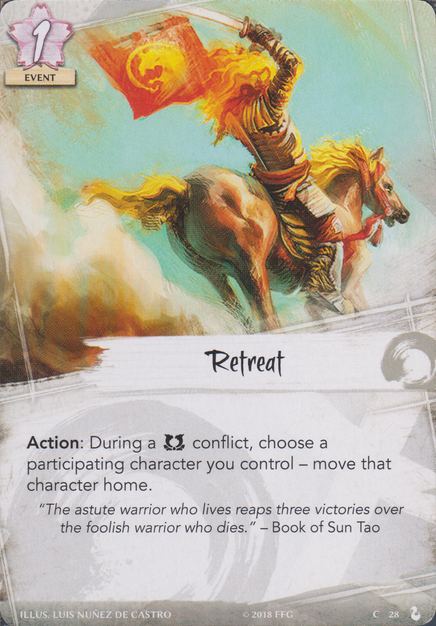 1
EVENT
Retreat
Action: During a conflict, choose a
participating character you control – move that
character home.
"The astute warrior who lives reaps three victories over
the foolish warrior who dies." – Book of Sun Tao
ILLUS. LUIS NUÑEZ DE CASTRO © 2018 FFG C 28